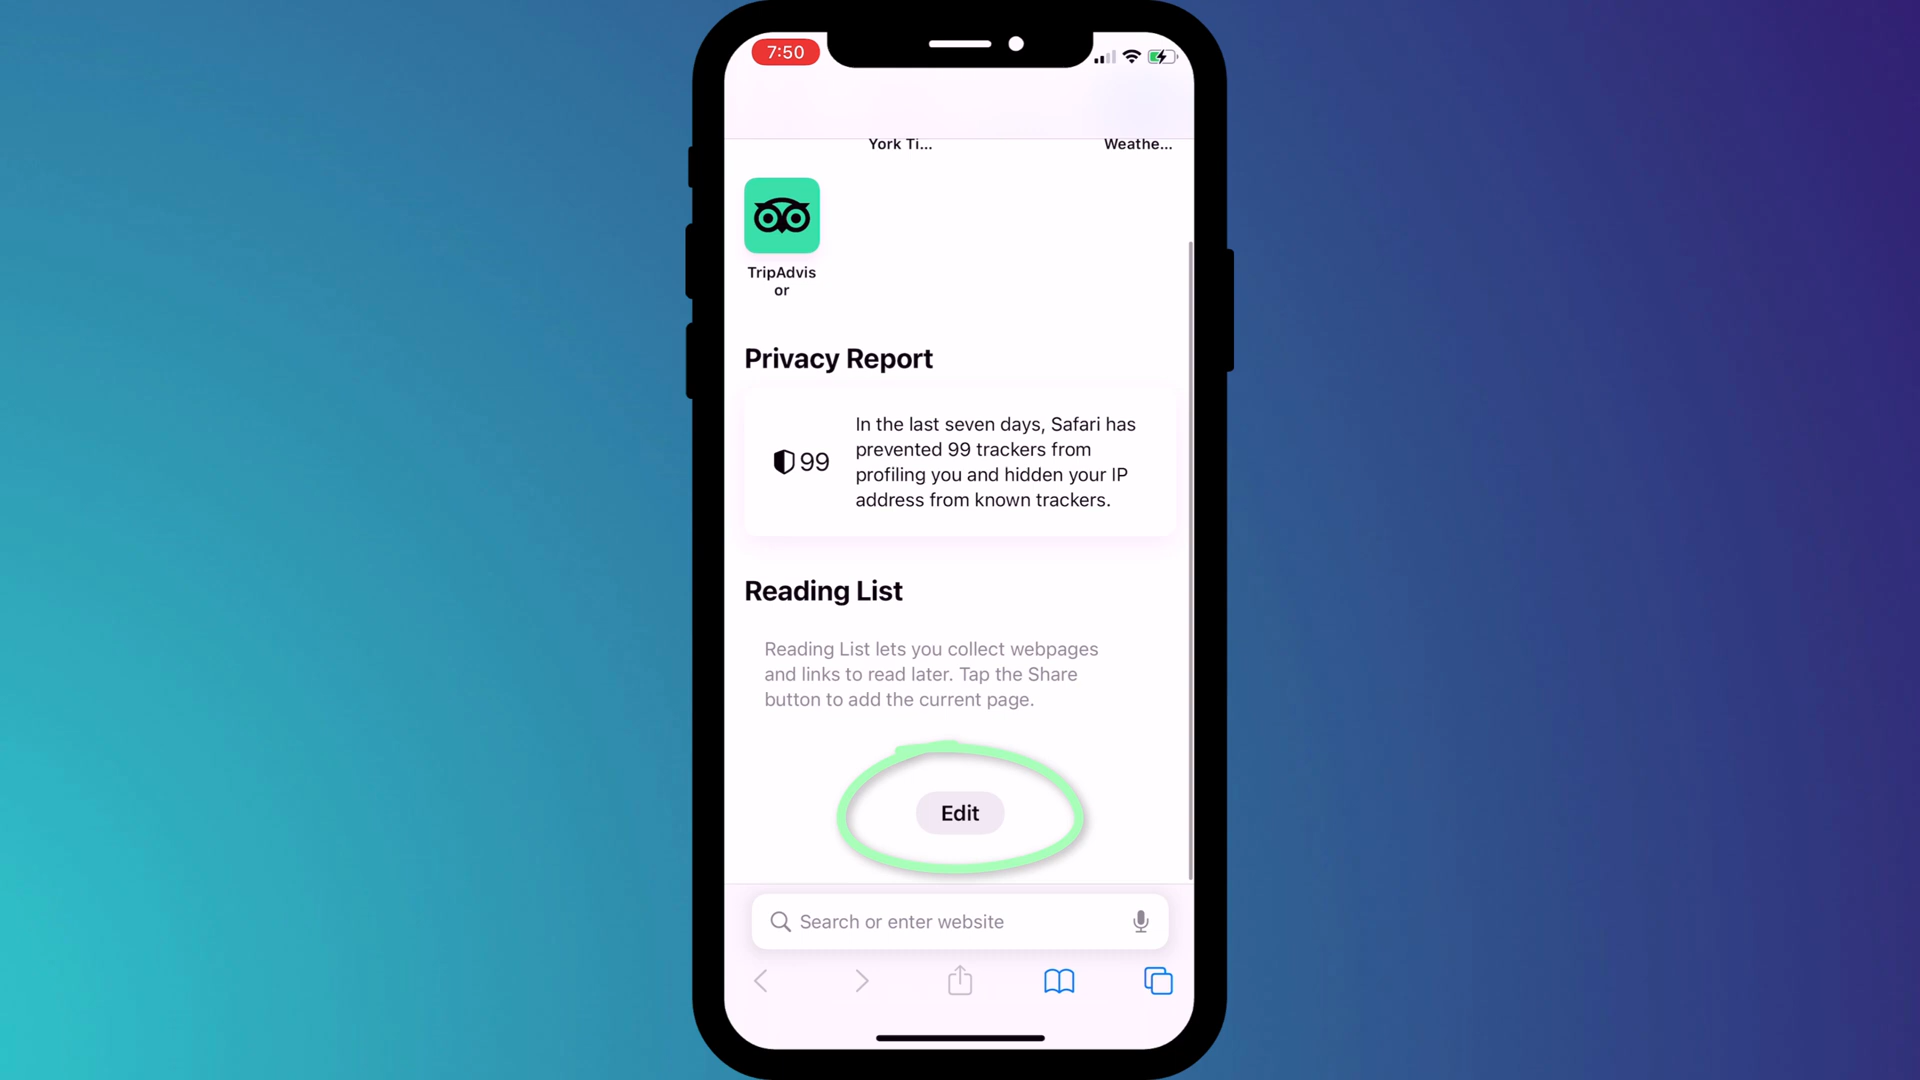 7:50
York Ti...
Weathe...
TripAdvis
or
Privacy Report
99
In the last seven days, Safari has
prevented 99 trackers from
profiling you and hidden your IP
address from known trackers.
Reading List
Reading List lets you collect webpages
and links to read later. Tap the Share
button to add the current page.
Edit
Search or enter website